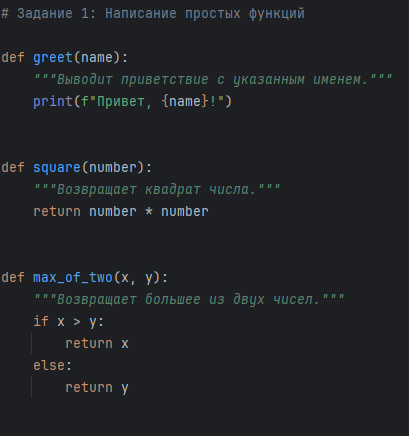 # Задание 1: Написание простых функций
def greet(name):
    """Выводит приветствие с указанным именем."""
    print(f"Привет, {name}!")
def square(number):
    """Возвращает квадрат числа."""
    return number * number
def max_of_two(x, y):
    """Возвращает большее из двух чисел."""
    if x > y:
        return x
    else:
        return y